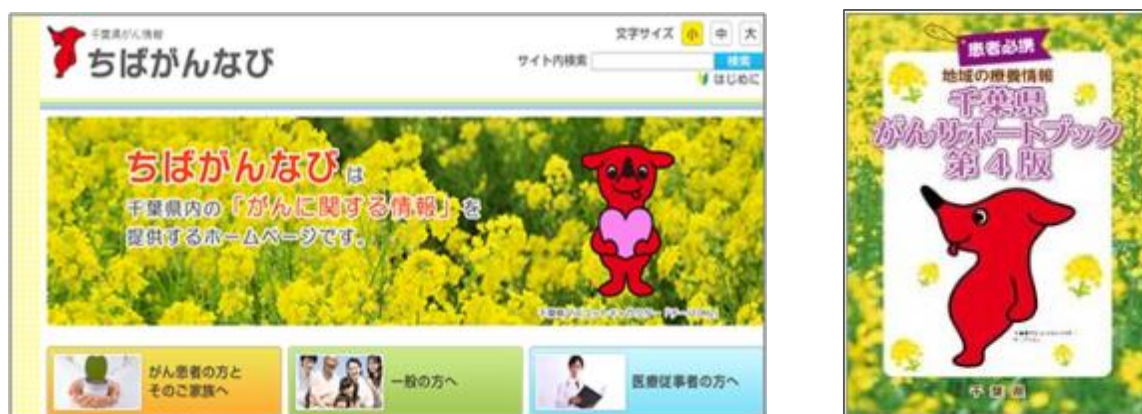 千葉県がん情報
ちばがんなび
文字サイズ 小 中 大
サイト内検索 検索
はじめに
ちばがんなびは
千葉県内の「がんに関する情報」を
提供するホームページです。
がん患者の方と
そのご家族へ
一般の方へ
医療従事者の方へ
患者必携
地域の療養情報
千葉県
がんサポートブック
第4版
千葉県